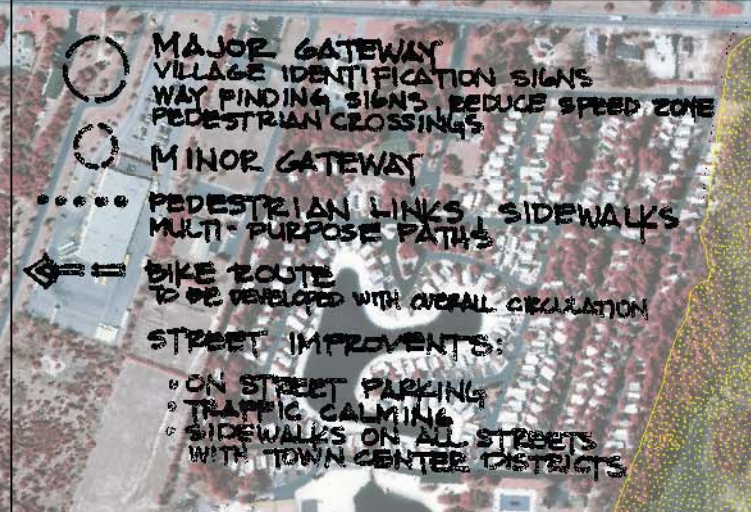 MAJOR GATEWAY
VILLAGE IDENTIFICATION SIGNS
WAY FINDING SIGNS, REDUCE SPEED ZONE
PEDESTRIAN CROSSINGS
MINOR GATEWAY
PEDESTRIAN LINKS, SIDEWALKS
MULTI-PURPOSE PATHS
BIKE ROUTE
TO BE DEVELOPED WITH OVERALL CIRCULATION
STREET IMPROVENTS:
• ON STREET PARKING
• TRAFFIC CALMING
• SIDEWALKS ON ALL STREETS
WITH TOWN CENTER DISTRICTS